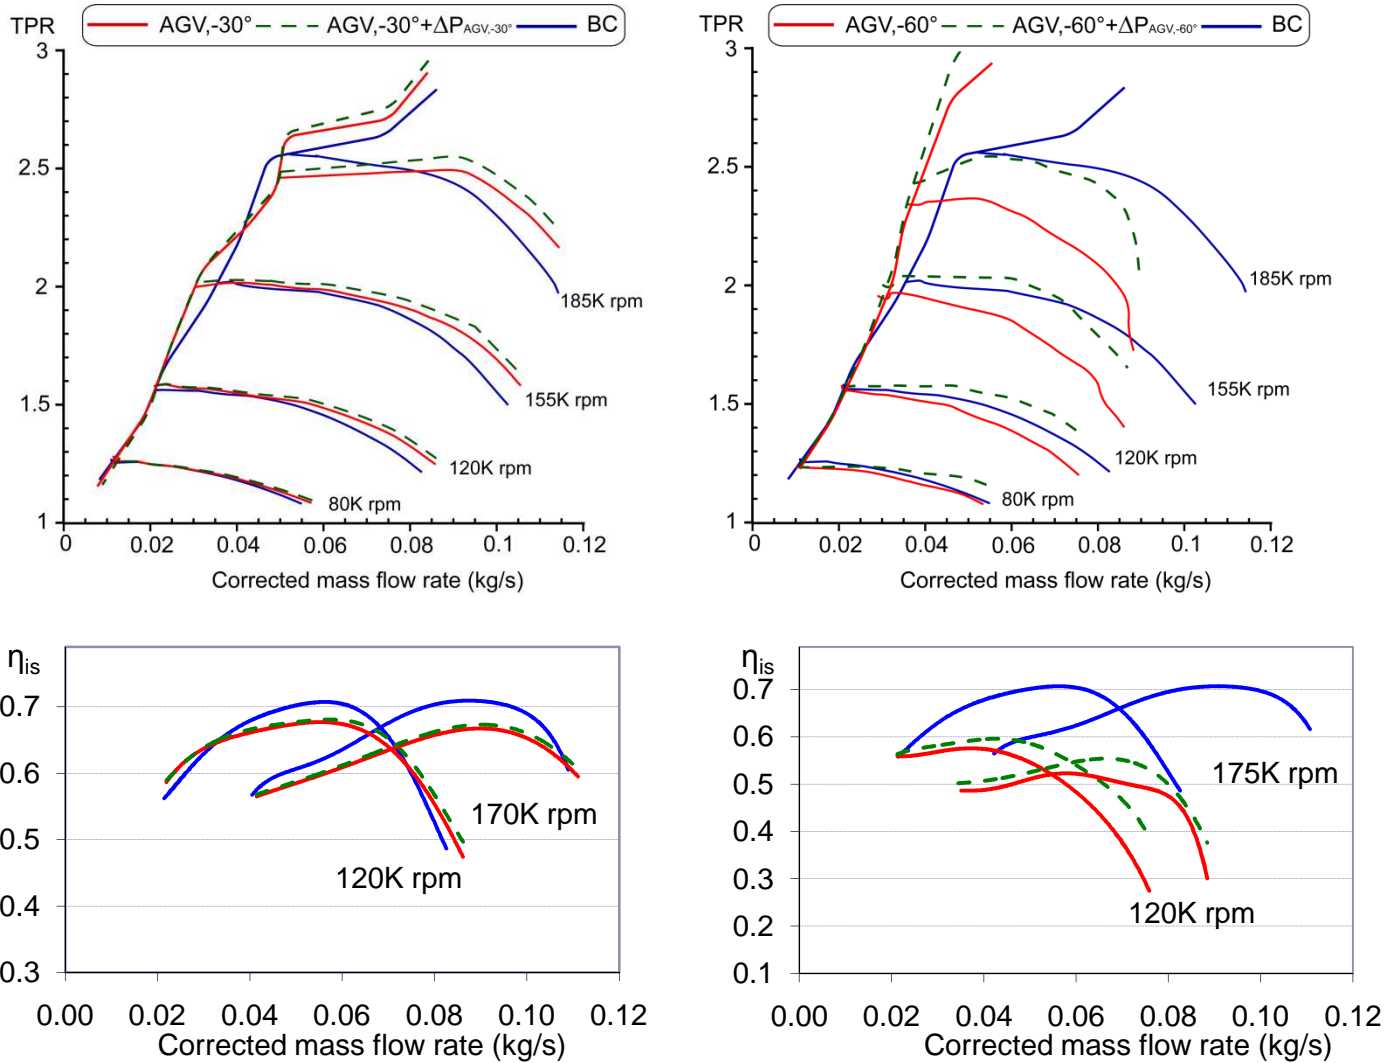 TPR
AGV,-30° AGV,-30°+ΔPAGV,-30° BC
3
2.5
2
1.5
1
185K rpm
155K rpm
120K rpm
80K rpm
0 0.02 0.04 0.06 0.08 0.1 0.12
Corrected mass flow rate (kg/s)
TPR
AGV,-60° AGV,-60°+ΔPAGV,-60° BC
3
2.5
2
1.5
1
185K rpm
155K rpm
120K rpm
80K rpm
0 0.02 0.04 0.06 0.08 0.1 0.12
Corrected mass flow rate (kg/s)
ηis
0.7
0.6
0.5
0.4
0.3
170K rpm
120K rpm
0.00 0.02 0.04 0.06 0.08 0.10 0.12
Corrected mass flow rate (kg/s)
ηis
0.7
0.6
0.5
0.4
0.3
0.2
0.1
175K rpm
120K rpm
0.00 0.02 0.04 0.06 0.08 0.10 0.12
Corrected mass flow rate (kg/s)